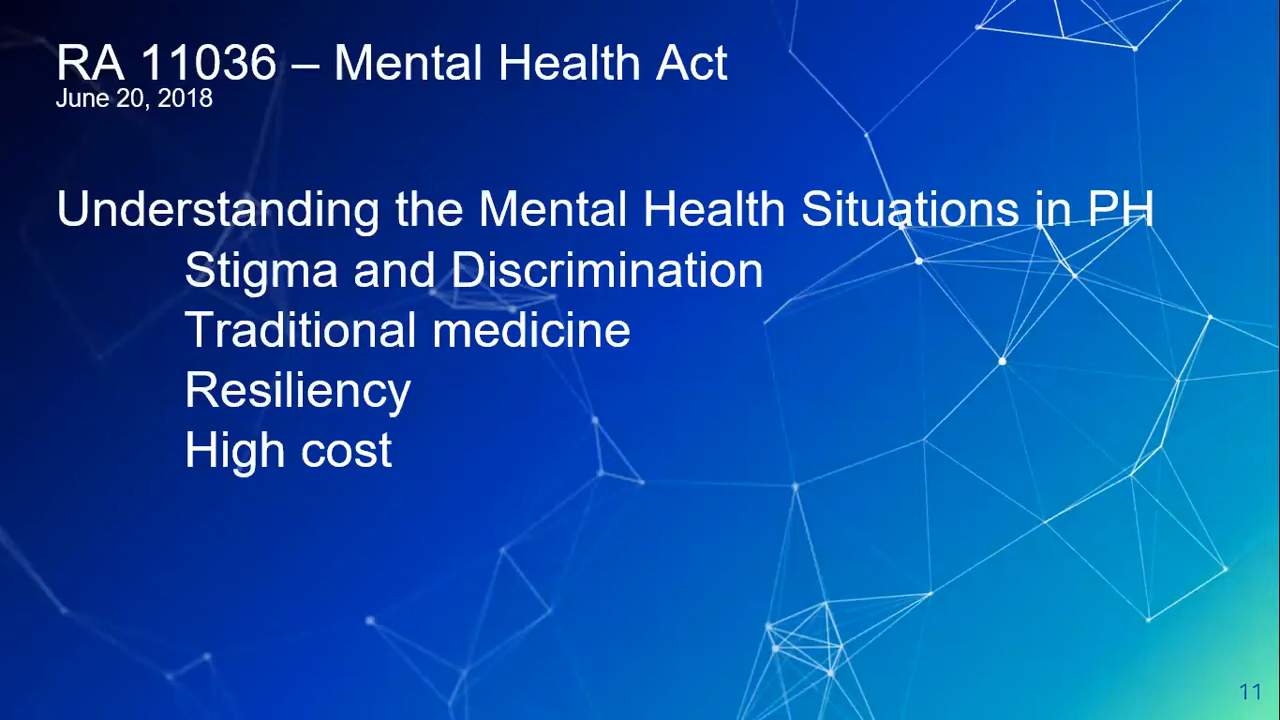 RA 11036 – Mental Health Act
June 20, 2018
Understanding the Mental Health Situations in PH
Stigma and Discrimination
Traditional medicine
Resiliency
High cost
11